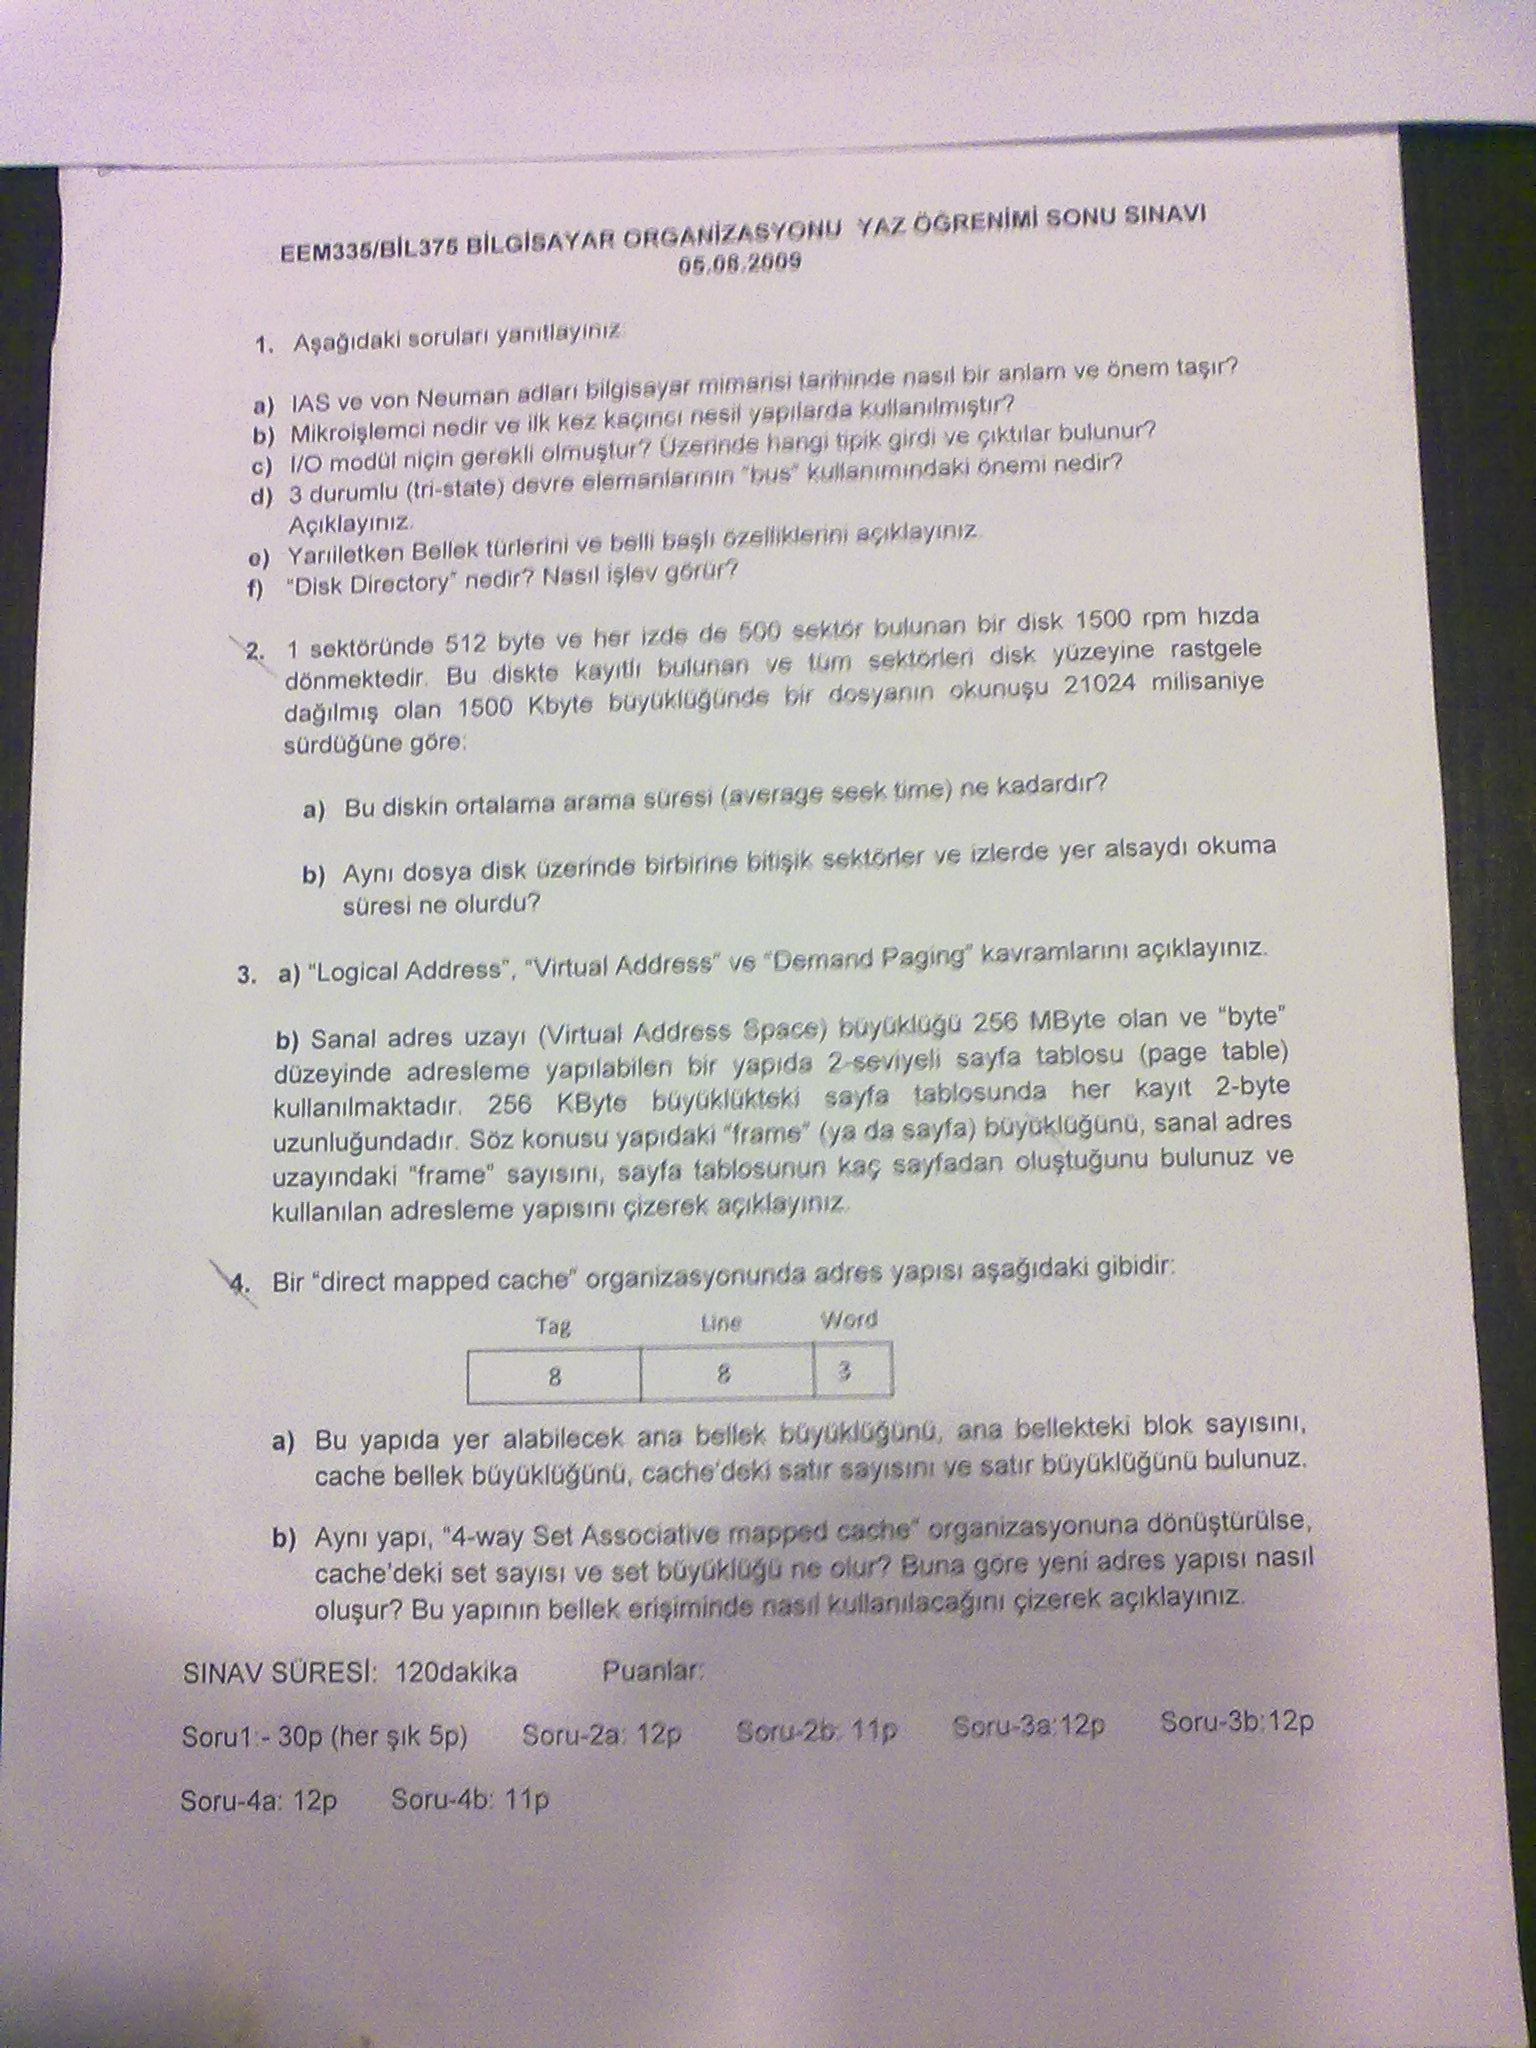 EEM335/BİL375 BİLGİSAYAR ORGANİZASYONU YAZ ÖĞRENİMİ SONU SINAVI
05.08.2009
1. Aşağıdaki soruları yanıtlayınız.
a) IAS ve von Neuman adları bilgisayar mimarisi tarihinde nasıl bir anlam ve önem taşır?
b) Mikroişlemci nedir ve ilk kez kaçıncı nesil yapılarda kullanılmıştır?
c) I/O modül niçin gerekli olmuştur? Üzerinde hangi tipik girdi ve çıktılar bulunur?
d) 3 durumlu (tri-state) devre elemanlarının "bus" kullanımındaki önemi nedir?
Açıklayınız.
e) Yarıiletken Bellek türlerini ve belli başlı özelliklerini açıklayınız.
f) "Disk Directory" nedir? Nasıl işlev görür?
2. 1 sektöründe 512 byte ve her izde de 500 sektör bulunan bir disk 1500 rpm hızda
dönmektedir. Bu diskte kayıtlı bulunan ve tüm sektörleri disk yüzeyine rastgele
dağılmış olan 1500 Kbyte büyüklüğünde bir dosyanın okunuşu 21024 milisaniye
sürdüğüne göre:
a) Bu diskin ortalama arama süresi (average seek time) ne kadardır?
b) Aynı dosya disk üzerinde birbirine bitişik sektörler ve izlerde yer alsaydı okuma
süresi ne olurdu?
3. a) "Logical Address", "Virtual Address" ve "Demand Paging" kavramlarını açıklayınız.
b) Sanal adres uzayı (Virtual Address Space) büyüklüğü 256 MByte olan ve "byte"
düzeyinde adresleme yapılabilen bir yapıda 2-seviyeli sayfa tablosu (page table)
kullanılmaktadır. 256 KByte büyüklükteki sayfa tablosunda her kayıt 2-byte
uzunluğundadır. Söz konusu yapıdaki "frame" (ya da sayfa) büyüklüğünü, sanal adres
uzayındaki "frame" sayısını, sayfa tablosunun kaç sayfadan oluştuğunu bulunuz ve
kullanılan adresleme yapısını çizerek açıklayınız.
4. Bir "direct mapped cache" organizasyonunda adres yapısı aşağıdaki gibidir:
Tag Line Word
8 8 3
a) Bu yapıda yer alabilecek ana bellek büyüklüğünü, ana bellekteki blok sayısını,
cache bellek büyüklüğünü, cache'deki satır sayısını ve satır büyüklüğünü bulunuz.
b) Aynı yapı, "4-way Set Associative mapped cache" organizasyonuna dönüştürülse,
cache'deki set sayısı ve set büyüklüğü ne olur? Buna göre yeni adres yapısı nasıl
oluşur? Bu yapının bellek erişiminde nasıl kullanılacağını çizerek açıklayınız.
SINAV SÜRESİ: 120dakika Puanlar:
Soru1:- 30p (her şık 5p) Soru-2a: 12p Soru-2b: 11p Soru-3a:12p Soru-3b:12p
Soru-4a: 12p Soru-4b: 11p